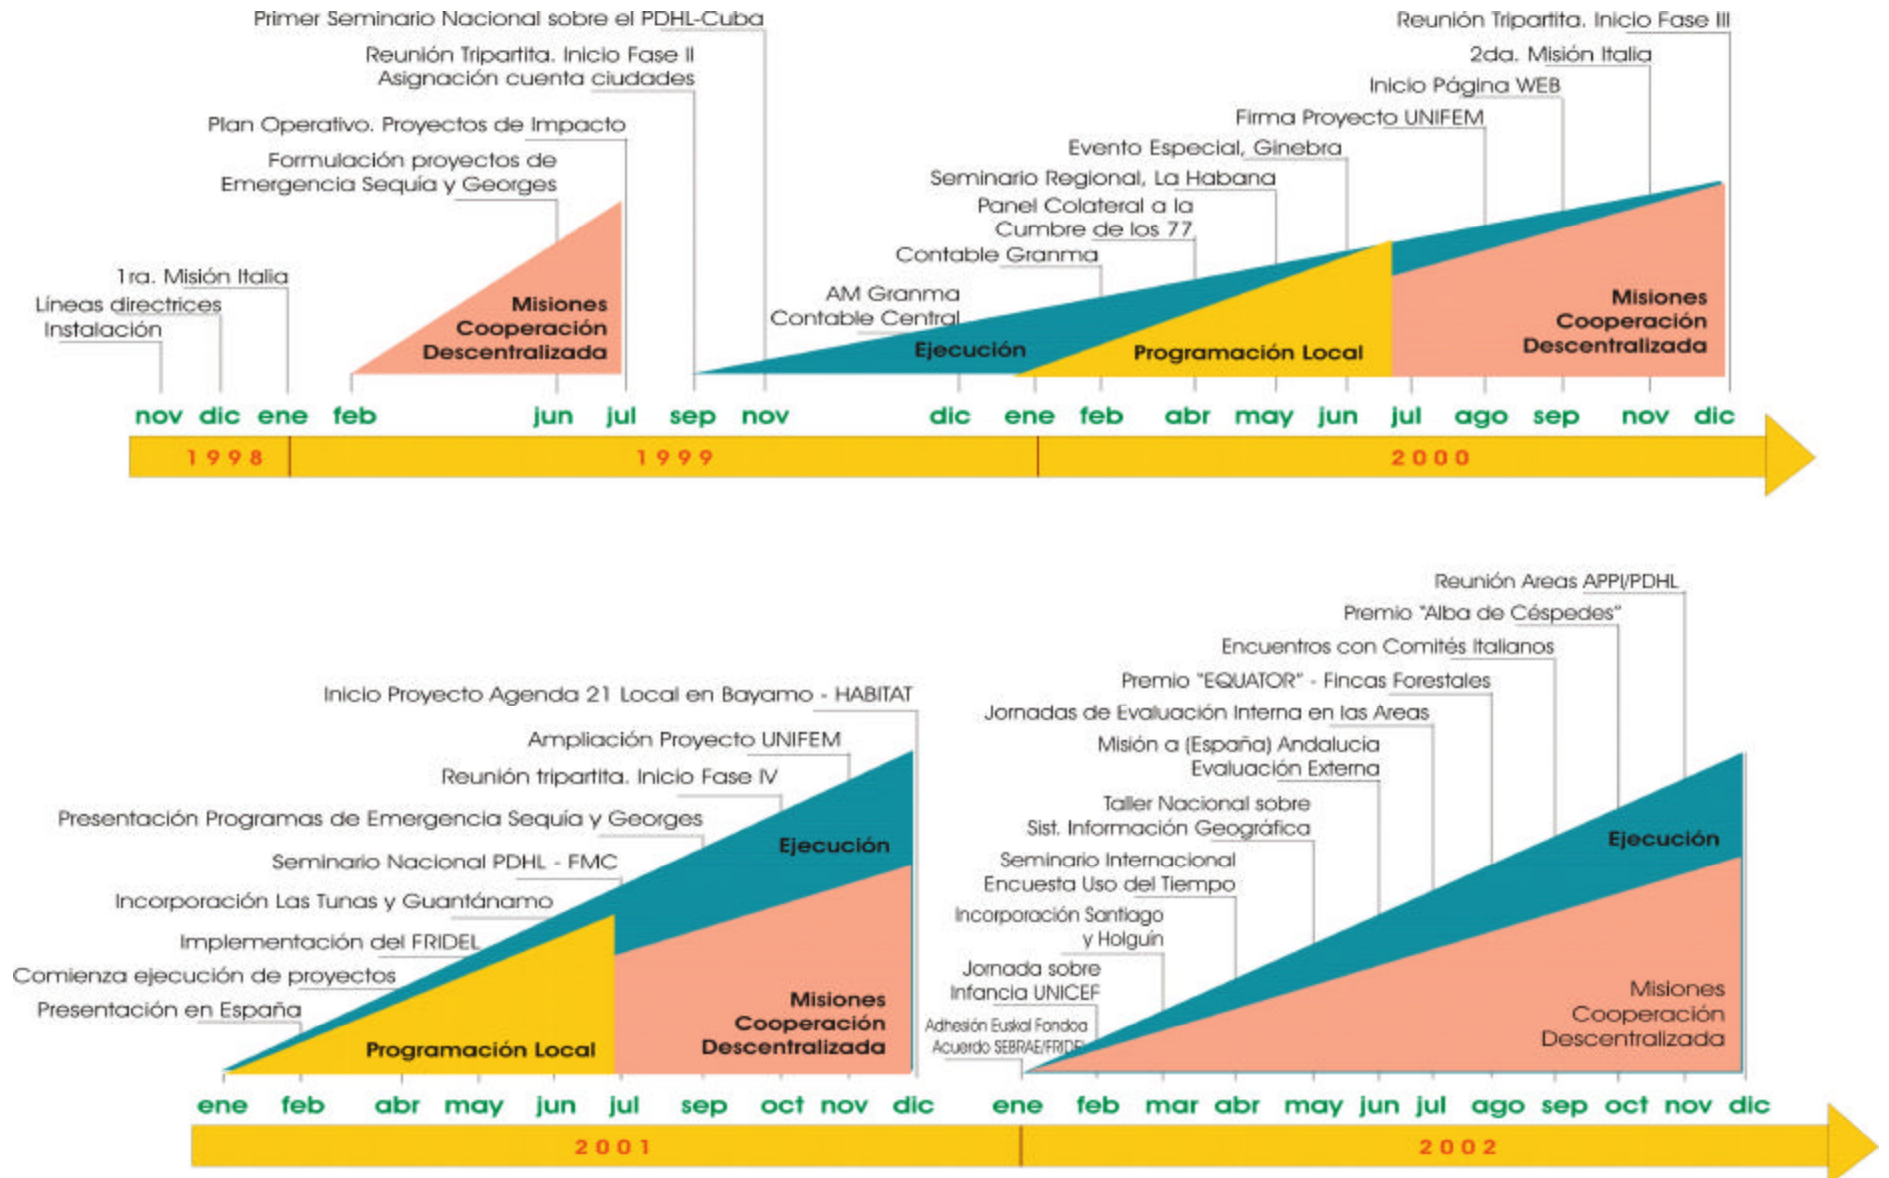 Primer Seminario Nacional sobre el PDHL-Cuba
Reunión Tripartita. Inicio Fase II
Asignación cuenta ciudades
Plan Operativo. Proyectos de Impacto
Formulación proyectos de
Emergencia Sequía y Georges
1ra. Misión Italia
Líneas directrices
Instalación
Misiones
Cooperación
Descentralizada
Reunión Tripartita. Inicio Fase III
2da. Misión Italia
Inicio Página WEB
Firma Proyecto UNIFEM
Evento Especial, Ginebra
Seminario Regional, La Habana
Panel Colateral a la
Cumbre de los 77
Contable Granma
AM Granma
Contable Central
Ejecución
Programación Local
Misiones
Cooperación
Descentralizada
nov dic ene feb jun jul sep nov dic ene feb abr may jun jul ago sep nov dic
1998 1999 2000
Inicio Proyecto Agenda 21 Local en Bayamo - HABITAT
Ampliación Proyecto UNIFEM
Reunión tripartita. Inicio Fase IV
Presentación Programas de Emergencia Sequía y Georges
Seminario Nacional PDHL - FMC
Incorporación Las Tunas y Guantánamo
Implementación del FRIDEL
Comienza ejecución de proyectos
Presentación en España
Ejecución
Programación Local
Misiones
Cooperación
Descentralizada
Reunión Areas APPI/PDHL
Premio "Alba de Céspedes"
Encuentros con Comités Italianos
Premio "EQUATOR" - Fincas Forestales
Jornadas de Evaluación Interna en las Areas
Misión a (España) Andalucia
Evaluación Externa
Taller Nacional sobre
Sist. Información Geográfica
Seminario Internacional
Encuesta Uso del Tiempo
Incorporación Santiago
y Holguín
Jornada sobre
Infancia UNICEF
Adhesión Euskal Fondoa
Acuerdo SEBRAE/FRIDEL
Ejecución
Misiones
Cooperación
Descentralizada
ene feb abr may jun jul sep oct nov dic ene feb mar abr may jun jul ago sep oct nov dic
2001 2002